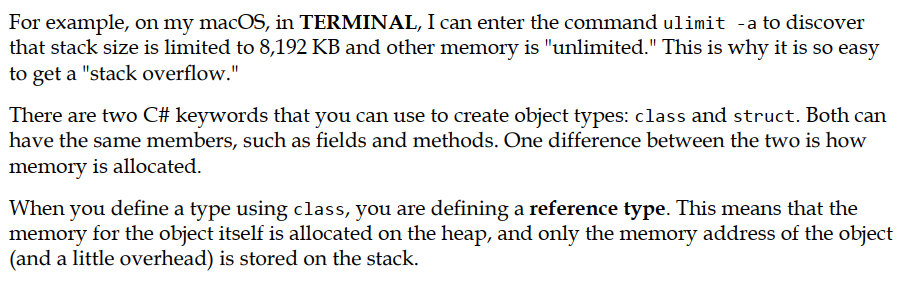 For example, on my macOS, in TERMINAL, I can enter the command ulimit -a to discover
that stack size is limited to 8,192 KB and other memory is "unlimited." This is why it is so easy
to get a "stack overflow."
There are two C# keywords that you can use to create object types: class and struct. Both can
have the same members, such as fields and methods. One difference between the two is how
memory is allocated.
When you define a type using class, you are defining a reference type. This means that the
memory for the object itself is allocated on the heap, and only the memory address of the object
(and a little overhead) is stored on the stack.